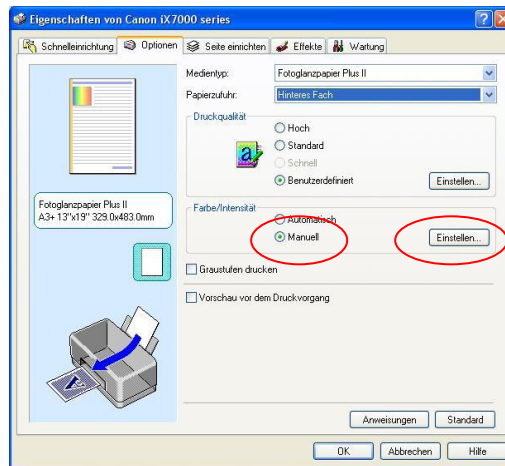 Eigenschaften von Canon iX7000 series
Schnelleinrichtung Optionen Seite einrichten Effekte Wartung
Medientyp: Fotoglanzpapier Plus II
Papierzufuhr: Hinteres Fach
Druckqualität
Hoch
Standard
Schnell
Benutzerdefiniert Einstellen...
Fotoglanzpapier Plus II
A3+ 13"x19" 329.0x483.0mm
Farbe/Intensität
Automatisch
Manuell Einstellen...
Graustufen drucken
Vorschau vor dem Druckvorgang
Anweisungen Standard
OK Abbrechen Hilfe